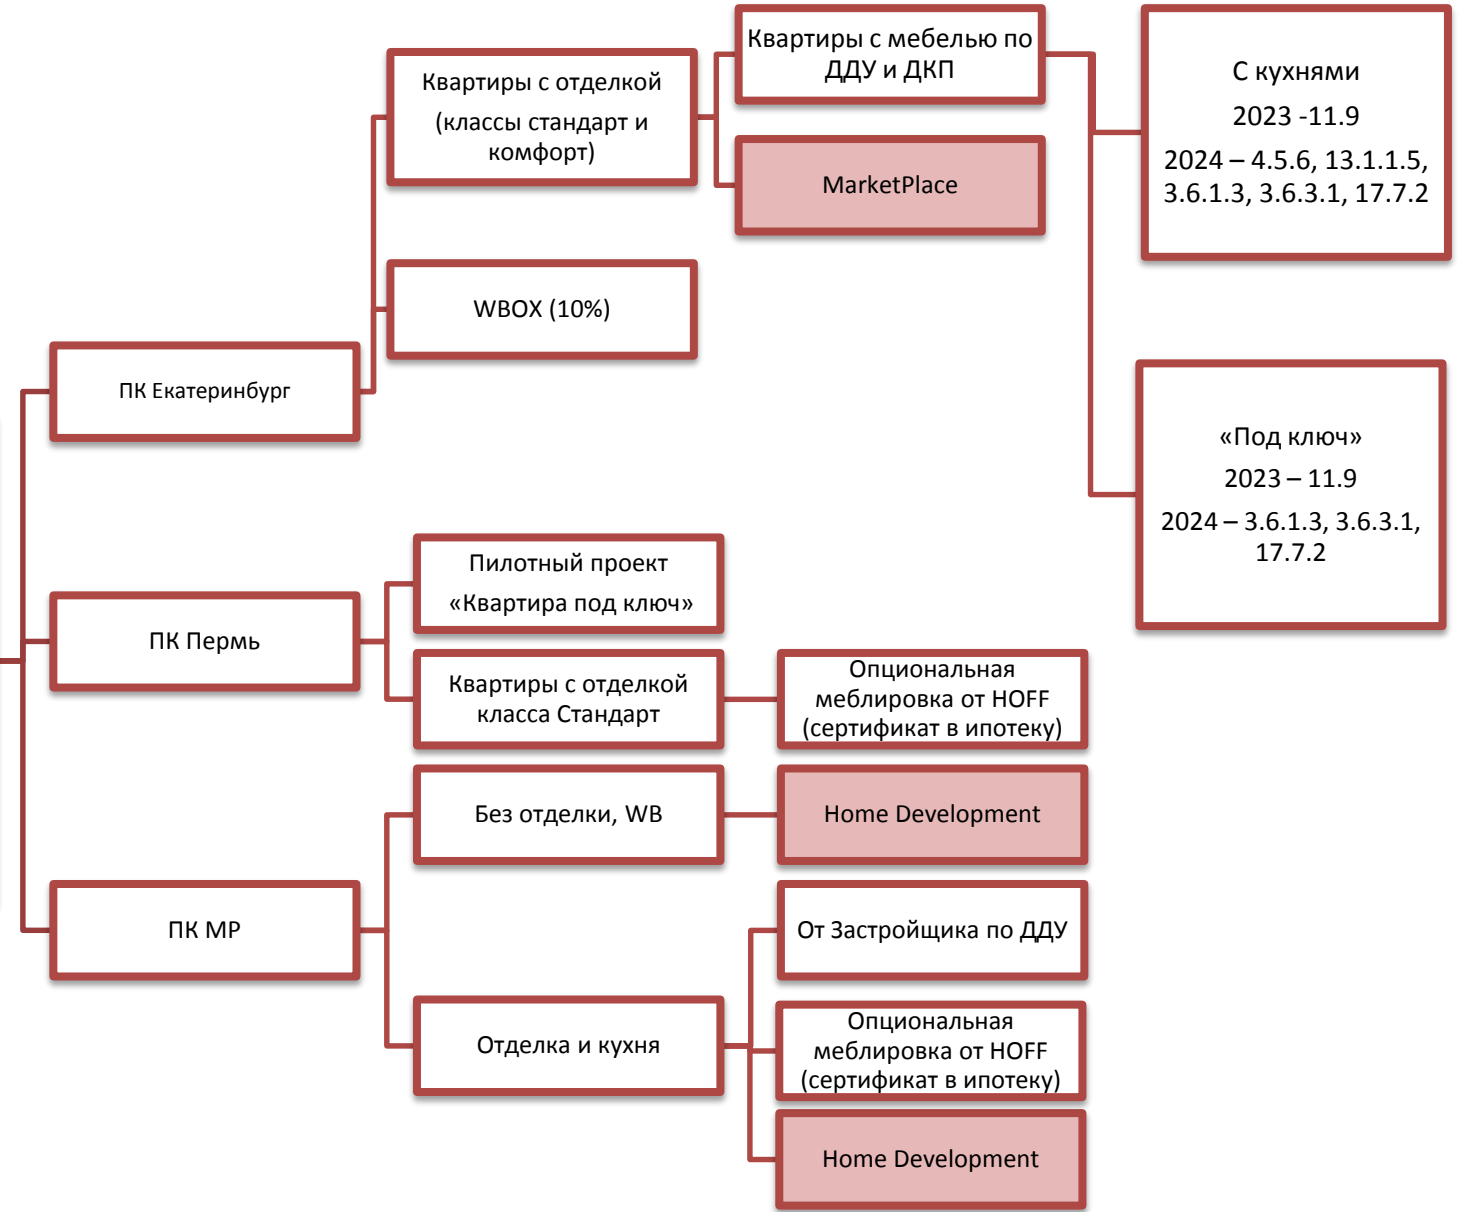 Квартиры с мебелью по
ДДУ и ДКП
Квартиры с отделкой
(классы стандарт и
комфорт)
MarketPlace
С кухнями
2023 -11.9
2024 – 4.5.6, 13.1.1.5,
3.6.1.3, 3.6.3.1, 17.7.2
WBOX (10%)
ПК Екатеринбург
«Под ключ»
2023 – 11.9
2024 – 3.6.1.3, 3.6.3.1,
17.7.2
Пилотный проект
«Квартира под ключ»
ПК Пермь
Квартиры с отделкой
класса Стандарт
Опциональная
меблировка от HOFF
(сертификат в ипотеку)
Без отделки, WB
Home Development
ПК МР
От Застройщика по ДДУ
Отделка и кухня
Опциональная
меблировка от HOFF
(сертификат в ипотеку)
Home Development